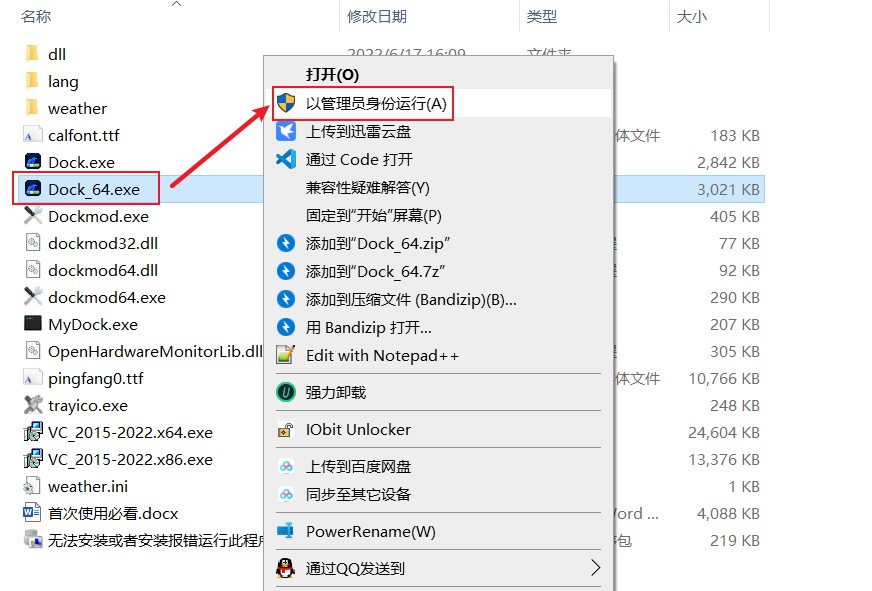 名称 修改日期 类型 大小
dll 2022/6/17 16:09 文件夹
lang
weather
calfont.ttf 体文件 183 KB
Dock.exe 2,842 KB
Dock_64.exe 3,021 KB
Dockmod.exe 405 KB
dockmod32.dll 77 KB
dockmod64.dll 92 KB
dockmod64.exe 290 KB
MyDock.exe 207 KB
OpenHardwareMonitorLib.dll 305 KB
pingfang0.ttf 体文件 10,766 KB
trayico.exe 248 KB
VC_2015-2022.x64.exe 24,604 KB
VC_2015-2022.x86.exe 13,376 KB
weather.ini 1 KB
首次使用必看.docx Word ... 4,088 KB
无法安装或者安装报错运行此程序 序包 219 KB
打开(O)
以管理员身份运行(A)
上传到迅雷云盘
通过 Code 打开
兼容性疑难解答(Y)
固定到"开始"屏幕(P)
添加到"Dock_64.zip"
添加到"Dock_64.7z"
添加到压缩文件 (Bandizip)(B)...
用 Bandizip 打开...
Edit with Notepad++
强力卸载
IObit Unlocker
上传到百度网盘
同步至其它设备
PowerRename(W)
通过QQ发送到